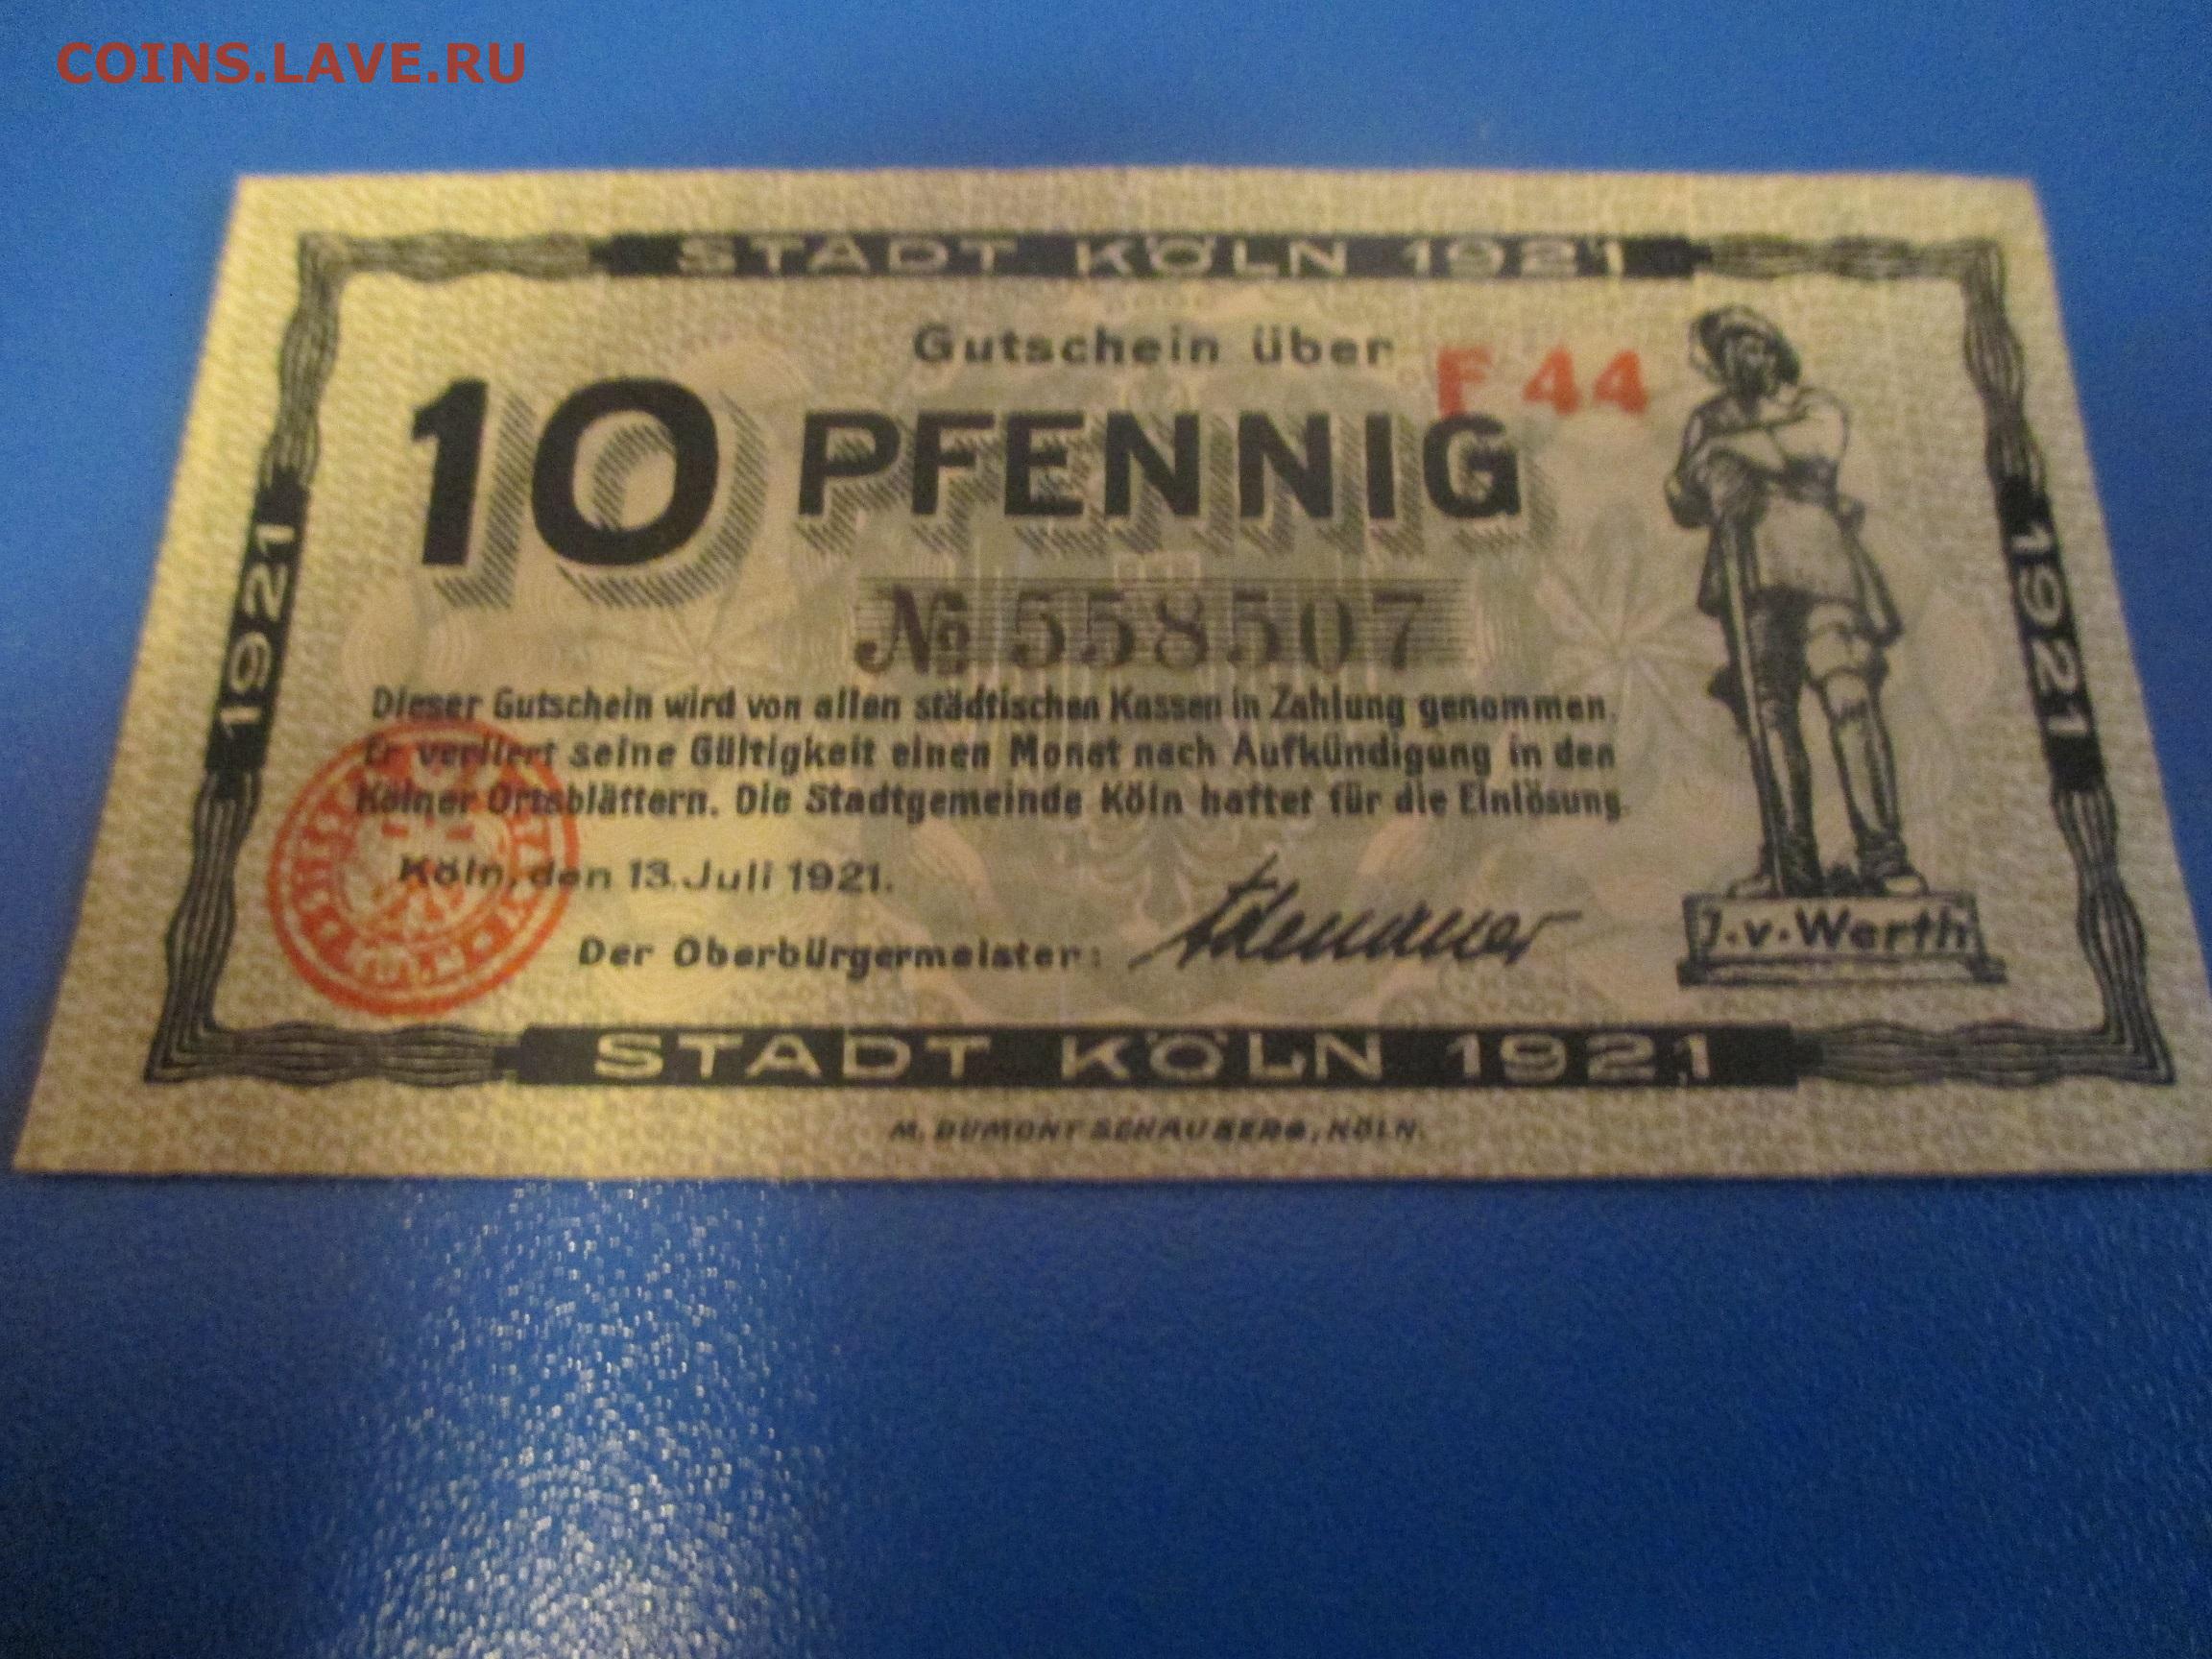 COINS.LAVE.RU
STADT KÖLN 1921
Gutschein über
F 44
10 PFENNIG
№ 558507
1921
1921
Dieser Gutschein wird von allen städtischen Kassen in Zahlung genommen.
Er verliert seine Gültigkeit einen Monat nach Aufkündigung in den
Kölner Ortsblättern. Die Stadtgemeinde Köln haftet für die Einlösung.
Köln, den 13. Juli 1921.
Der Oberbürgermeister: Adenauer
J. v. Werth
STADT KÖLN 1921
M. DUMONT SCHAUBERG, KÖLN.